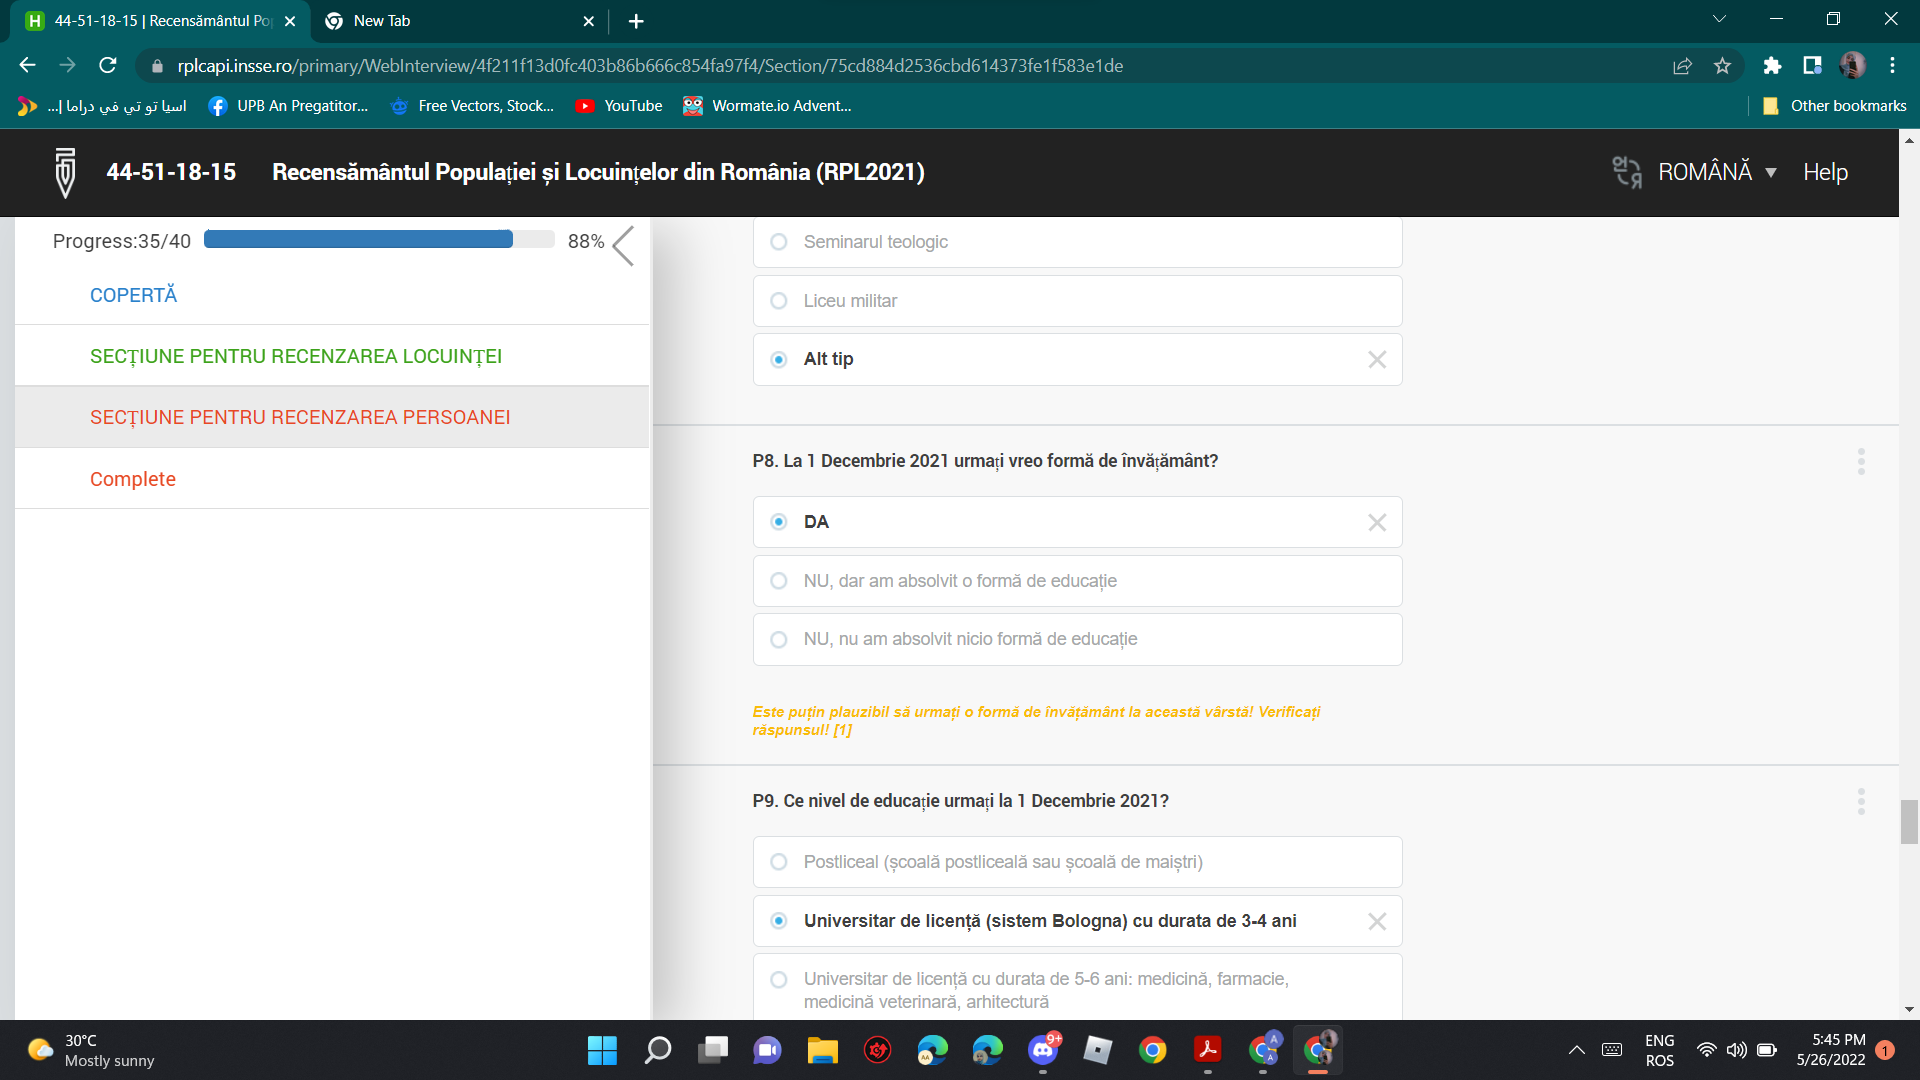 44-51-18-15 | Recensământul Po
New Tab
rplcapi.insse.ro/primary/WebInterview/4f211f13d0fc403b86b666c854fa97f4/Section/75cd884d2536cbd614373fe1f583e1de
اسيا تو تي في دراما |...
UPB An Pregatitor...
Free Vectors, Stock...
YouTube
Wormate.io Advent...
Other bookmarks
44-51-18-15
Recensământul Populației și Locuințelor din România (RPL2021)
ROMÂNĂ ▼
Help
Progress:35/40
88%
COPERTĂ
SECȚIUNE PENTRU RECENZAREA LOCUINȚEI
SECȚIUNE PENTRU RECENZAREA PERSOANEI
Complete
Seminarul teologic
Liceu militar
Alt tip
P8. La 1 Decembrie 2021 urmați vreo formă de învățământ?
DA
NU, dar am absolvit o formă de educație
NU, nu am absolvit nicio formă de educație
Este puțin plauzibil să urmați o formă de învățământ la această vârstă! Verificați
răspunsul! [1]
P9. Ce nivel de educație urmați la 1 Decembrie 2021?
Postliceal (școală postliceală sau școală de maiștri)
Universitar de licență (sistem Bologna) cu durata de 3-4 ani
Universitar de licență cu durata de 5-6 ani: medicină, farmacie,
medicină veterinară, arhitectură
30°C
Mostly sunny
9+
ENG
ROS
5:45 PM
5/26/2022
1